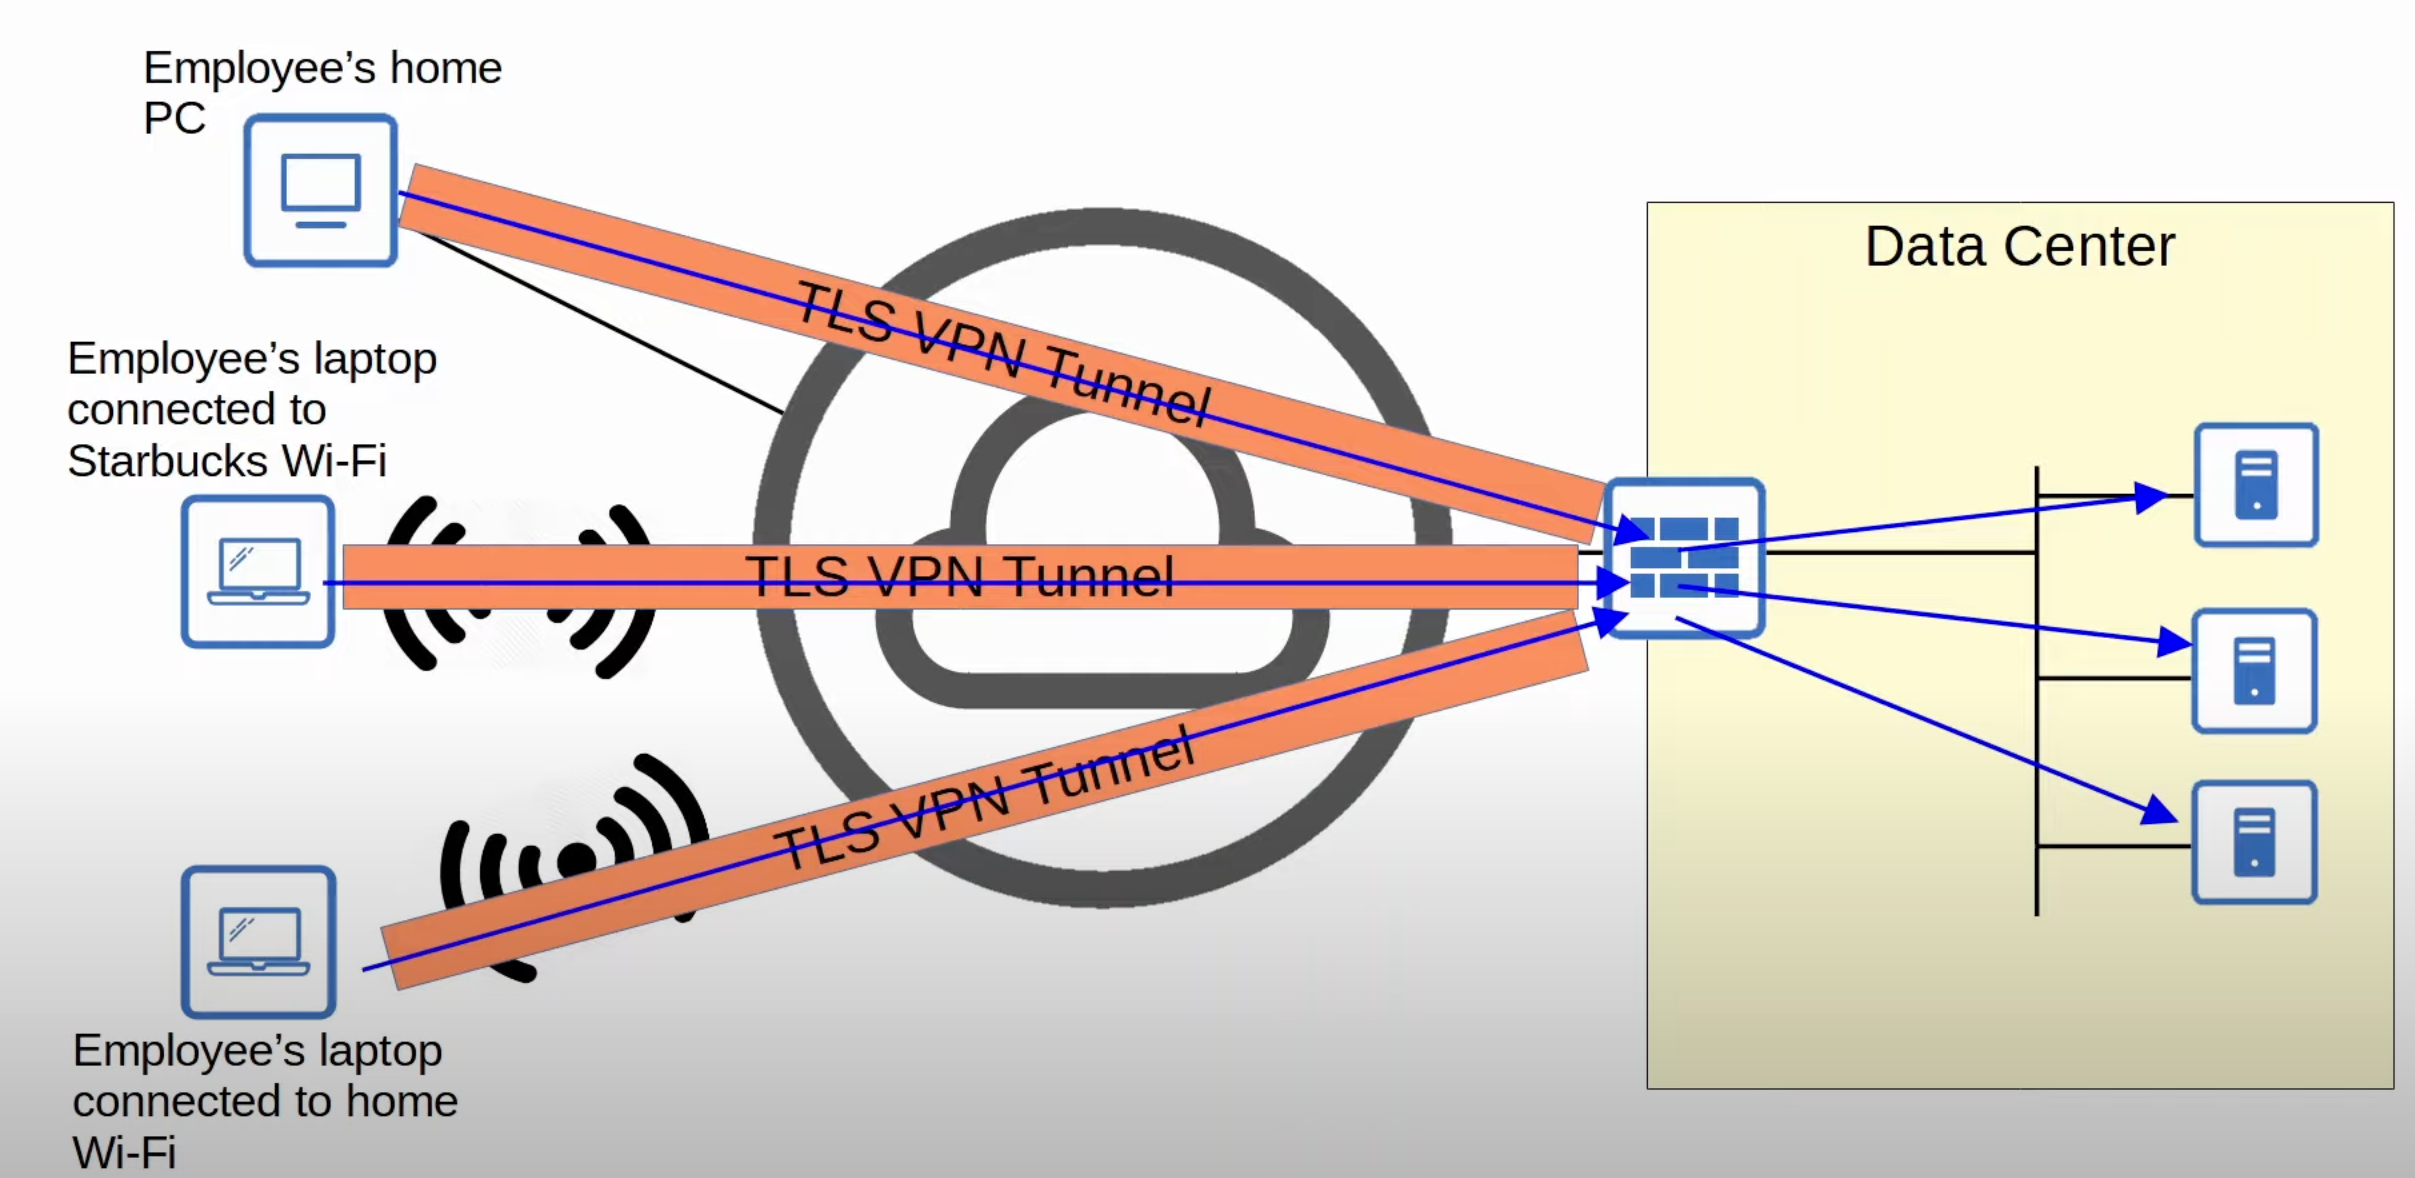 Employee’s home
PC
TLS VPN Tunnel
Data Center
Employee’s laptop
connected to
Starbucks Wi-Fi
TLS VPN Tunnel
TLS VPN Tunnel
Employee’s laptop
connected to home
Wi-Fi